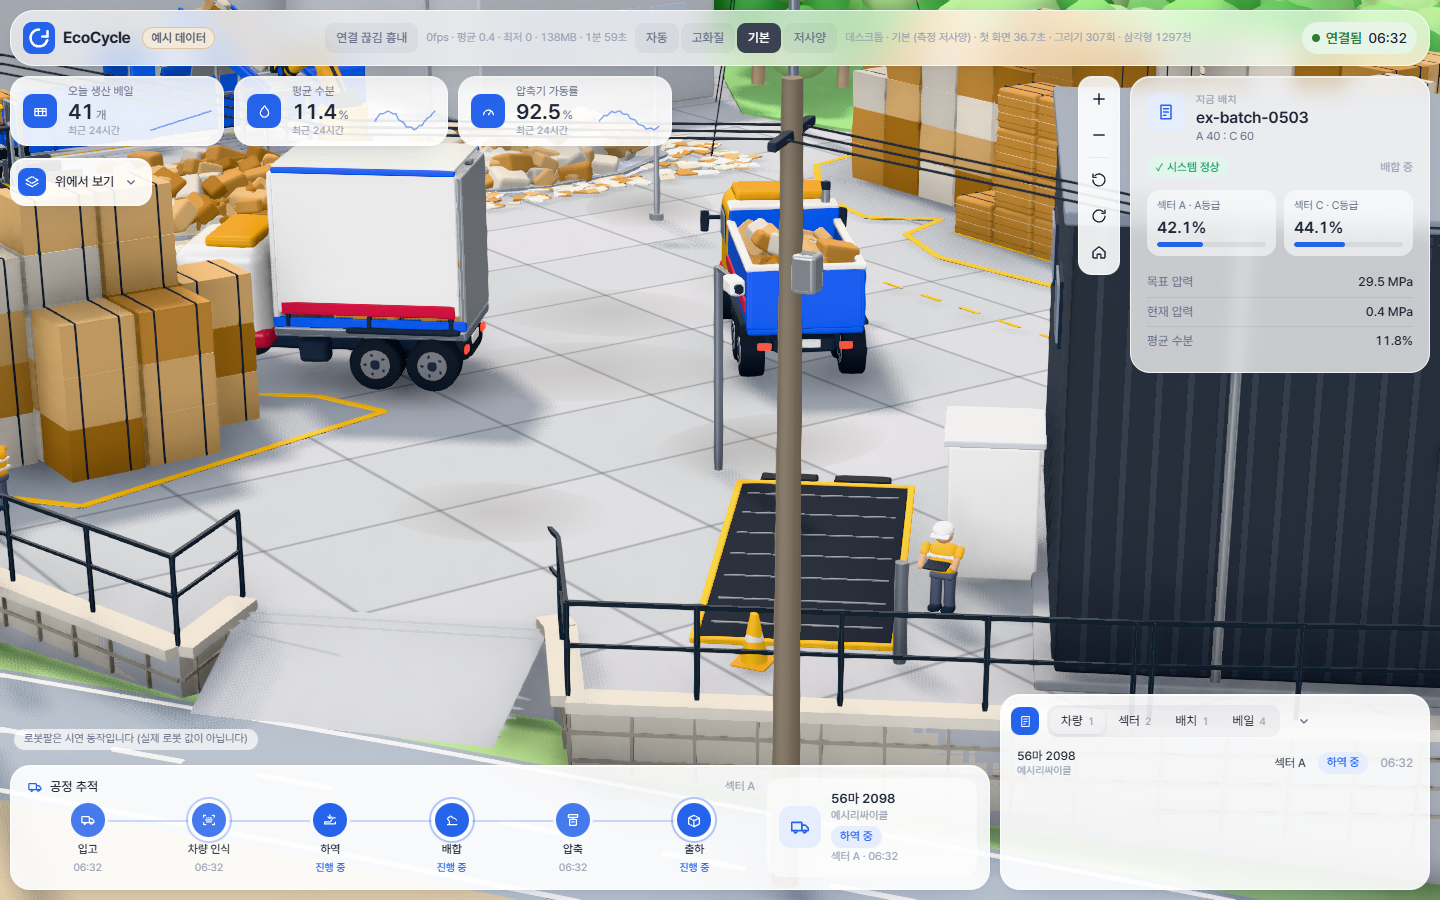 EcoCycle
예시 데이터
연결 끊김 흉내
0fps · 평균 0.4 · 최저 0 · 138MB · 1분 59초
자동
고화질
기본
저사양
데스크톱 · 기본 (측정 저사양) · 첫 화면 36.7초 · 그리기 307회 · 삼각형 1297천
연결됨 06:32
오늘 생산 베일
41 개
최근 24시간
평균 수분
11.4 %
최근 24시간
압축기 가동률
92.5 %
최근 24시간
위에서 보기
지금 배치
ex-batch-0503
A 40 : C 60
✓ 시스템 정상
배합 중
섹터 A · A등급
42.1%
섹터 C · C등급
44.1%
목표 압력 29.5 MPa
현재 압력 0.4 MPa
평균 수분 11.8%
로봇팔은 시연 동작입니다 (실제 로봇 값이 아닙니다)
공정 추적
섹터 A
입고
06:32
차량 인식
06:32
하역
진행 중
배합
진행 중
압축
06:32
출하
진행 중
56마 2098
예시리싸이클
하역 중
섹터 A · 06:32
차량 1
섹터 2
배치 1
베일 4
56마 2098
예시리싸이클
섹터 A
하역 중
06:32